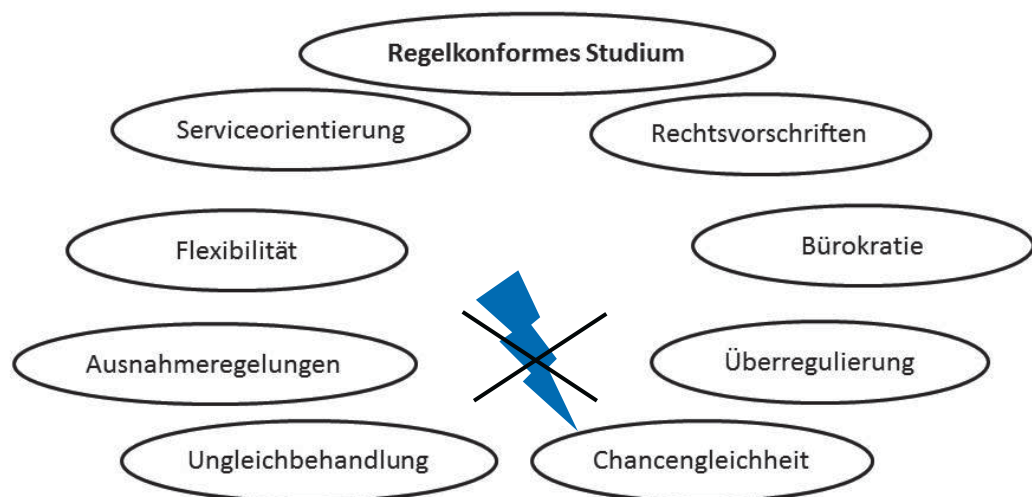 Regelkonformes Studium
Serviceorientierung
Rechtsvorschriften
Flexibilität
Bürokratie
Ausnahmeregelungen
Überregulierung
Ungleichbehandlung
Chancengleichheit